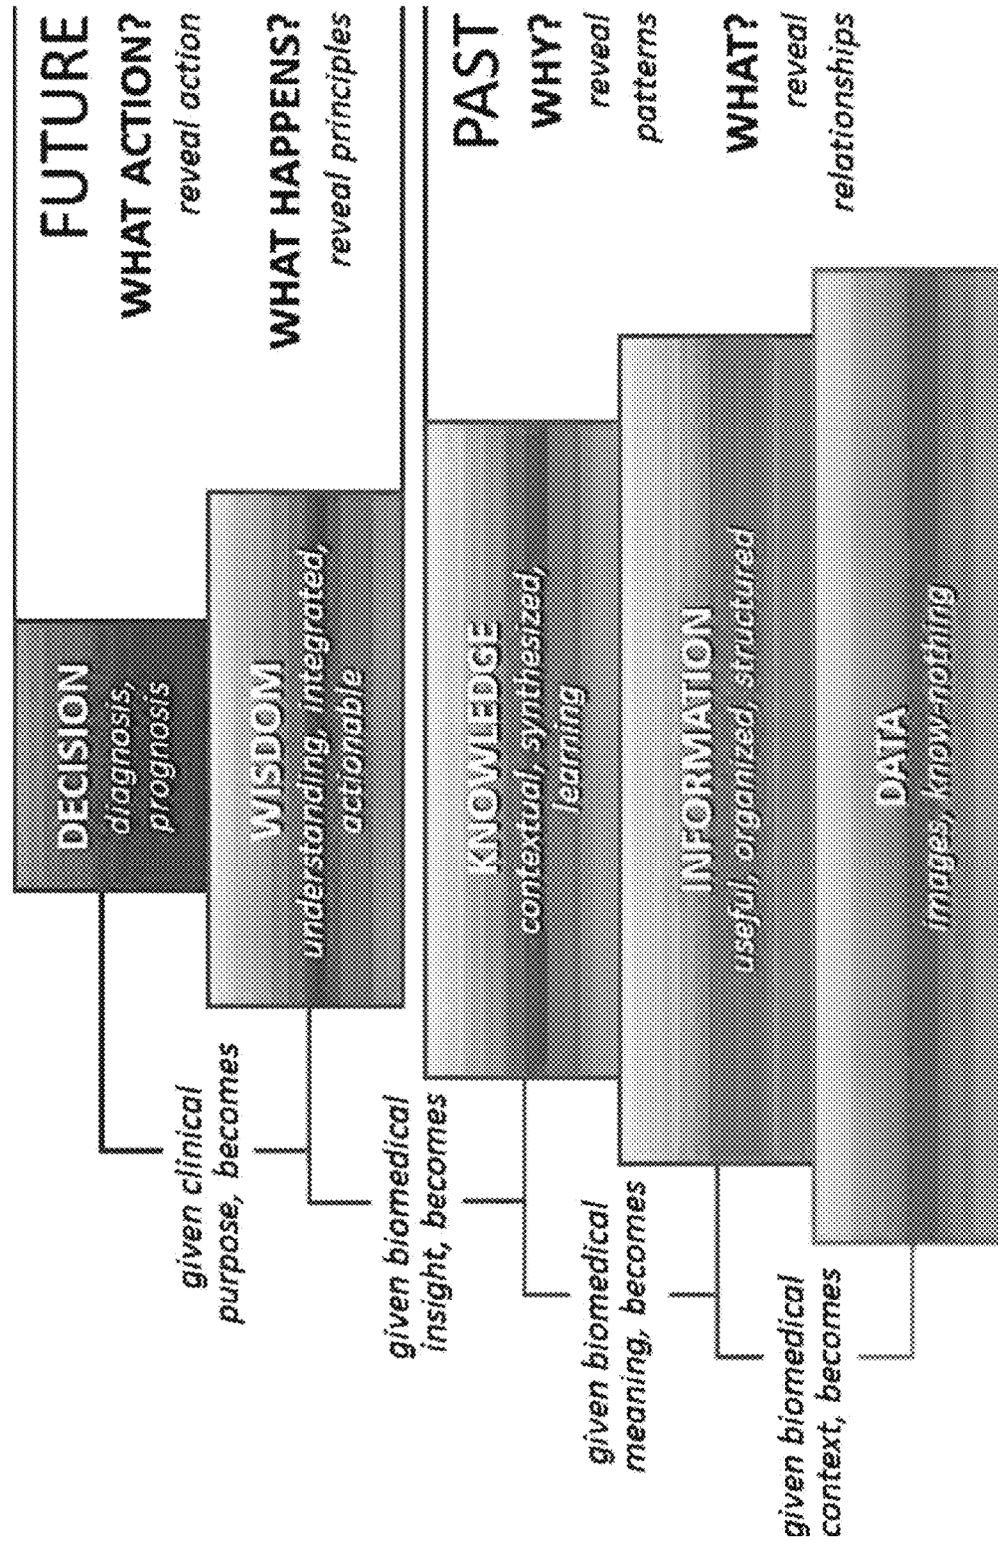 FUTURE
WHAT ACTION?
reveal action
WHAT HAPPENS?
reveal principles
PAST
WHY?
reveal
patterns
WHAT?
reveal
relationships
DECISION
diagnosis,
prognosis
WISDOM
understanding, integrated,
actionable
KNOWLEDGE
contextual, synthesized,
learning
INFORMATION
useful, organized, structured
DATA
images, know-nothing
given clinical
purpose, becomes
given biomedical
insight, becomes
given biomedical
meaning, becomes
given biomedical
context, becomes